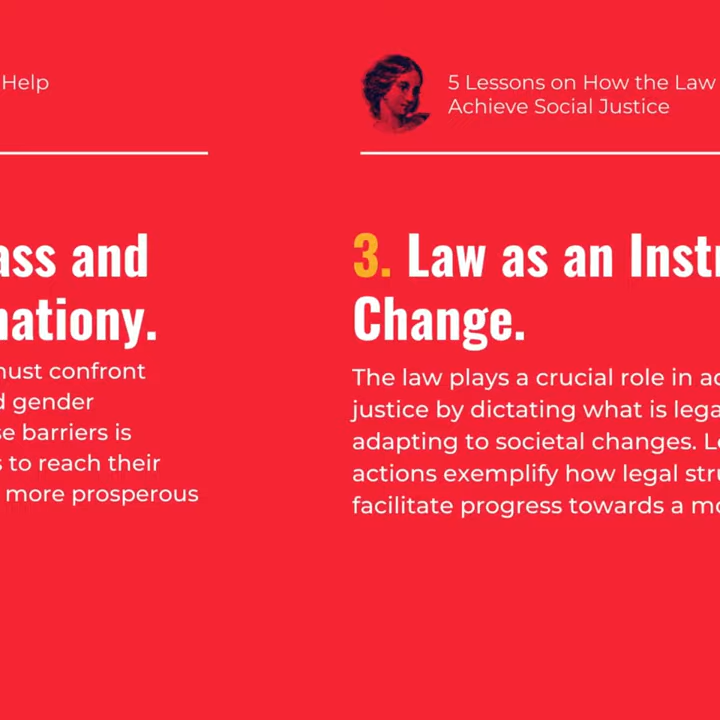 Help
ass and
nationy.
nust confront
d gender
se barriers is
s to reach their
more prosperous
5 Lessons on How the Law
Achieve Social Justice
3. Law as an Instr
Change.
The law plays a crucial role in ad
justice by dictating what is lega
adapting to societal changes. Le
actions exemplify how legal stru
facilitate progress towards a mo